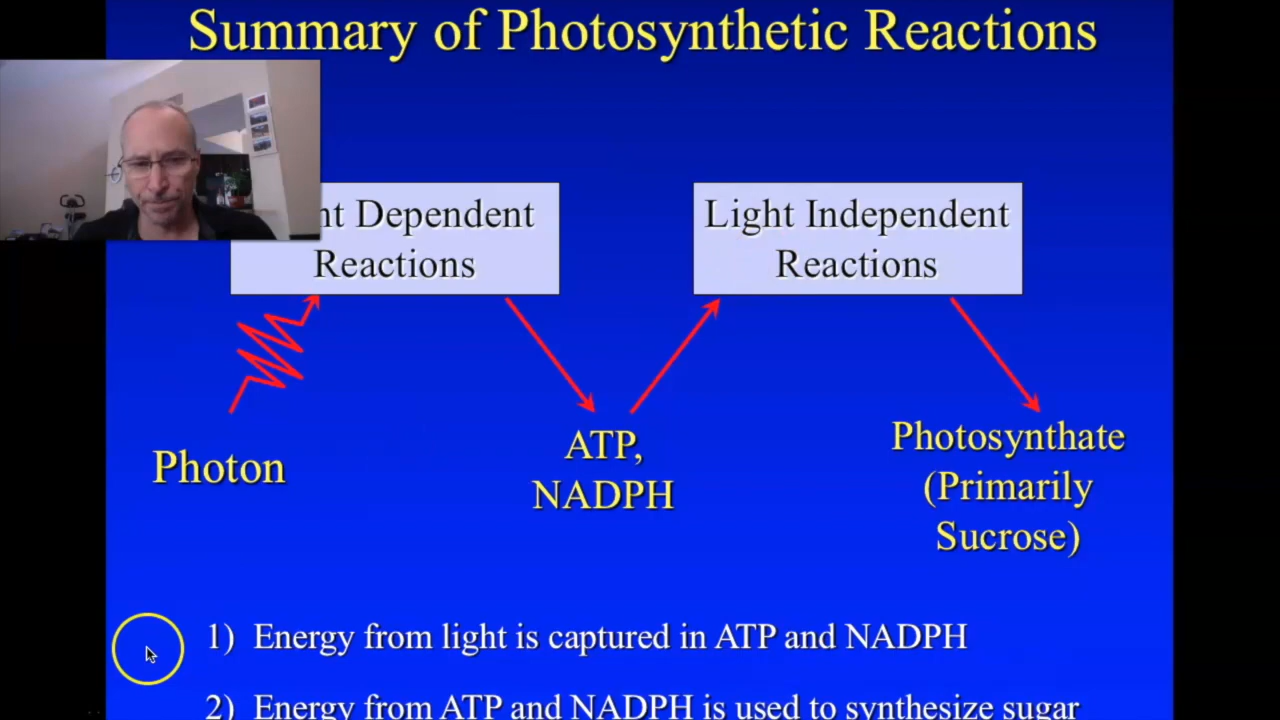 Summary of Photosynthetic Reactions
Dependent
Reactions
Light Independent
Reactions
Photon
ATP,
NADPH
Photosynthate
(Primarily
Sucrose)
1) Energy from light is captured in ATP and NADPH
2) Energy from ATP and NADPH is used to synthesize sugar